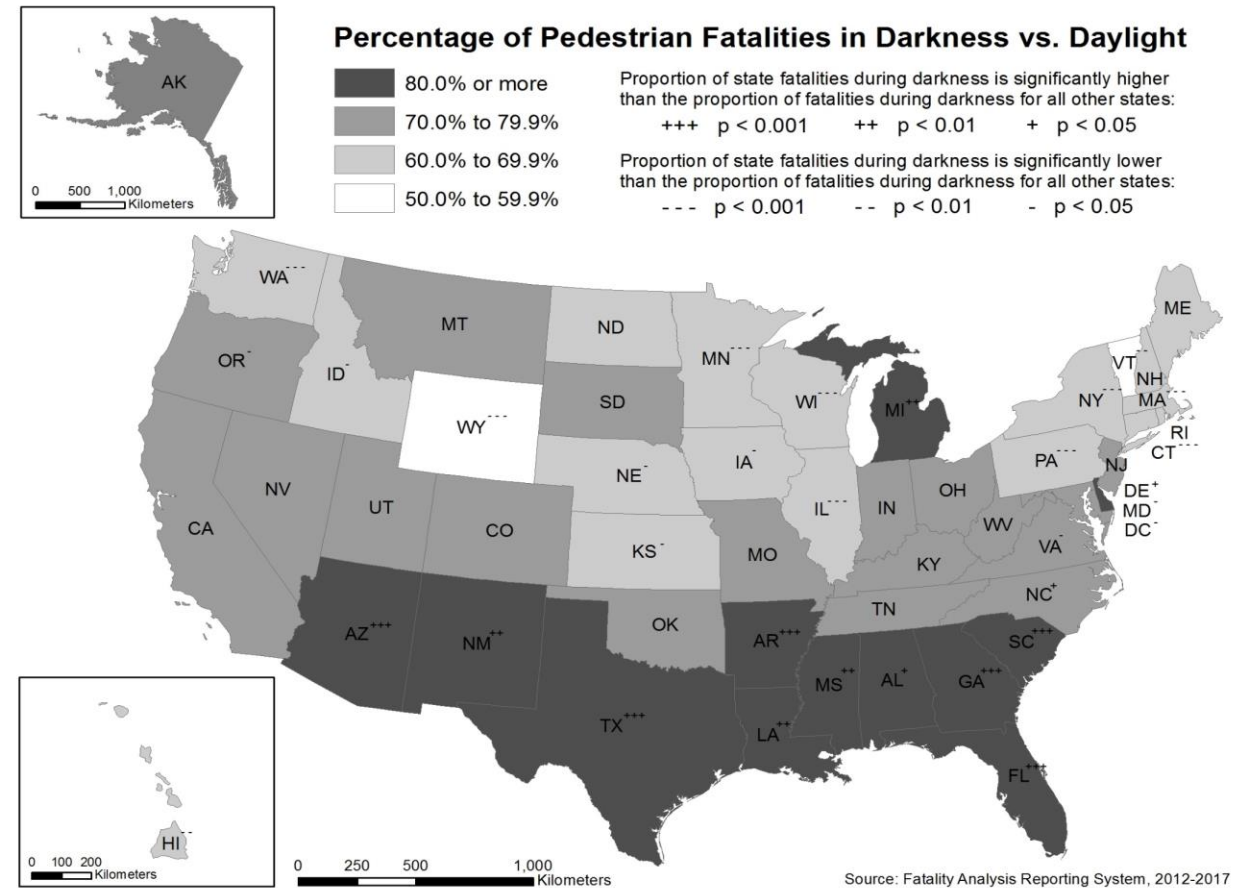 Percentage of Pedestrian Fatalities in Darkness vs. Daylight
80.0% or more
70.0% to 79.9%
60.0% to 69.9%
50.0% to 59.9%
Proportion of state fatalities during darkness is significantly higher
than the proportion of fatalities during darkness for all other states:
+++ p < 0.001 ++ p < 0.01 + p < 0.05
Proportion of state fatalities during darkness is significantly lower
than the proportion of fatalities during darkness for all other states:
- - - p < 0.001 - - p < 0.01 - p < 0.05
AK
0 500 1,000
Kilometers
WA - - -
MT
ND
MN - - -
ME
OR -
ID -
SD
WI - - -
MI ++
VT - -
NH
NY - - -
MA - - -
RI
CT - - -
WY - - -
NE -
IA -
PA - - -
NJ
NV
UT
CO
KS -
IL - - -
IN
OH
DE +
MD -
DC -
CA
MO
WV
VA -
KY
NC +
TN
AZ +++
NM ++
OK
AR +++
SC +++
MS ++
AL +
GA +++
TX +++
LA ++
FL +++
HI - -
0 100 200
Kilometers
0 250 500 1,000
Kilometers
Source: Fatality Analysis Reporting System, 2012-2017